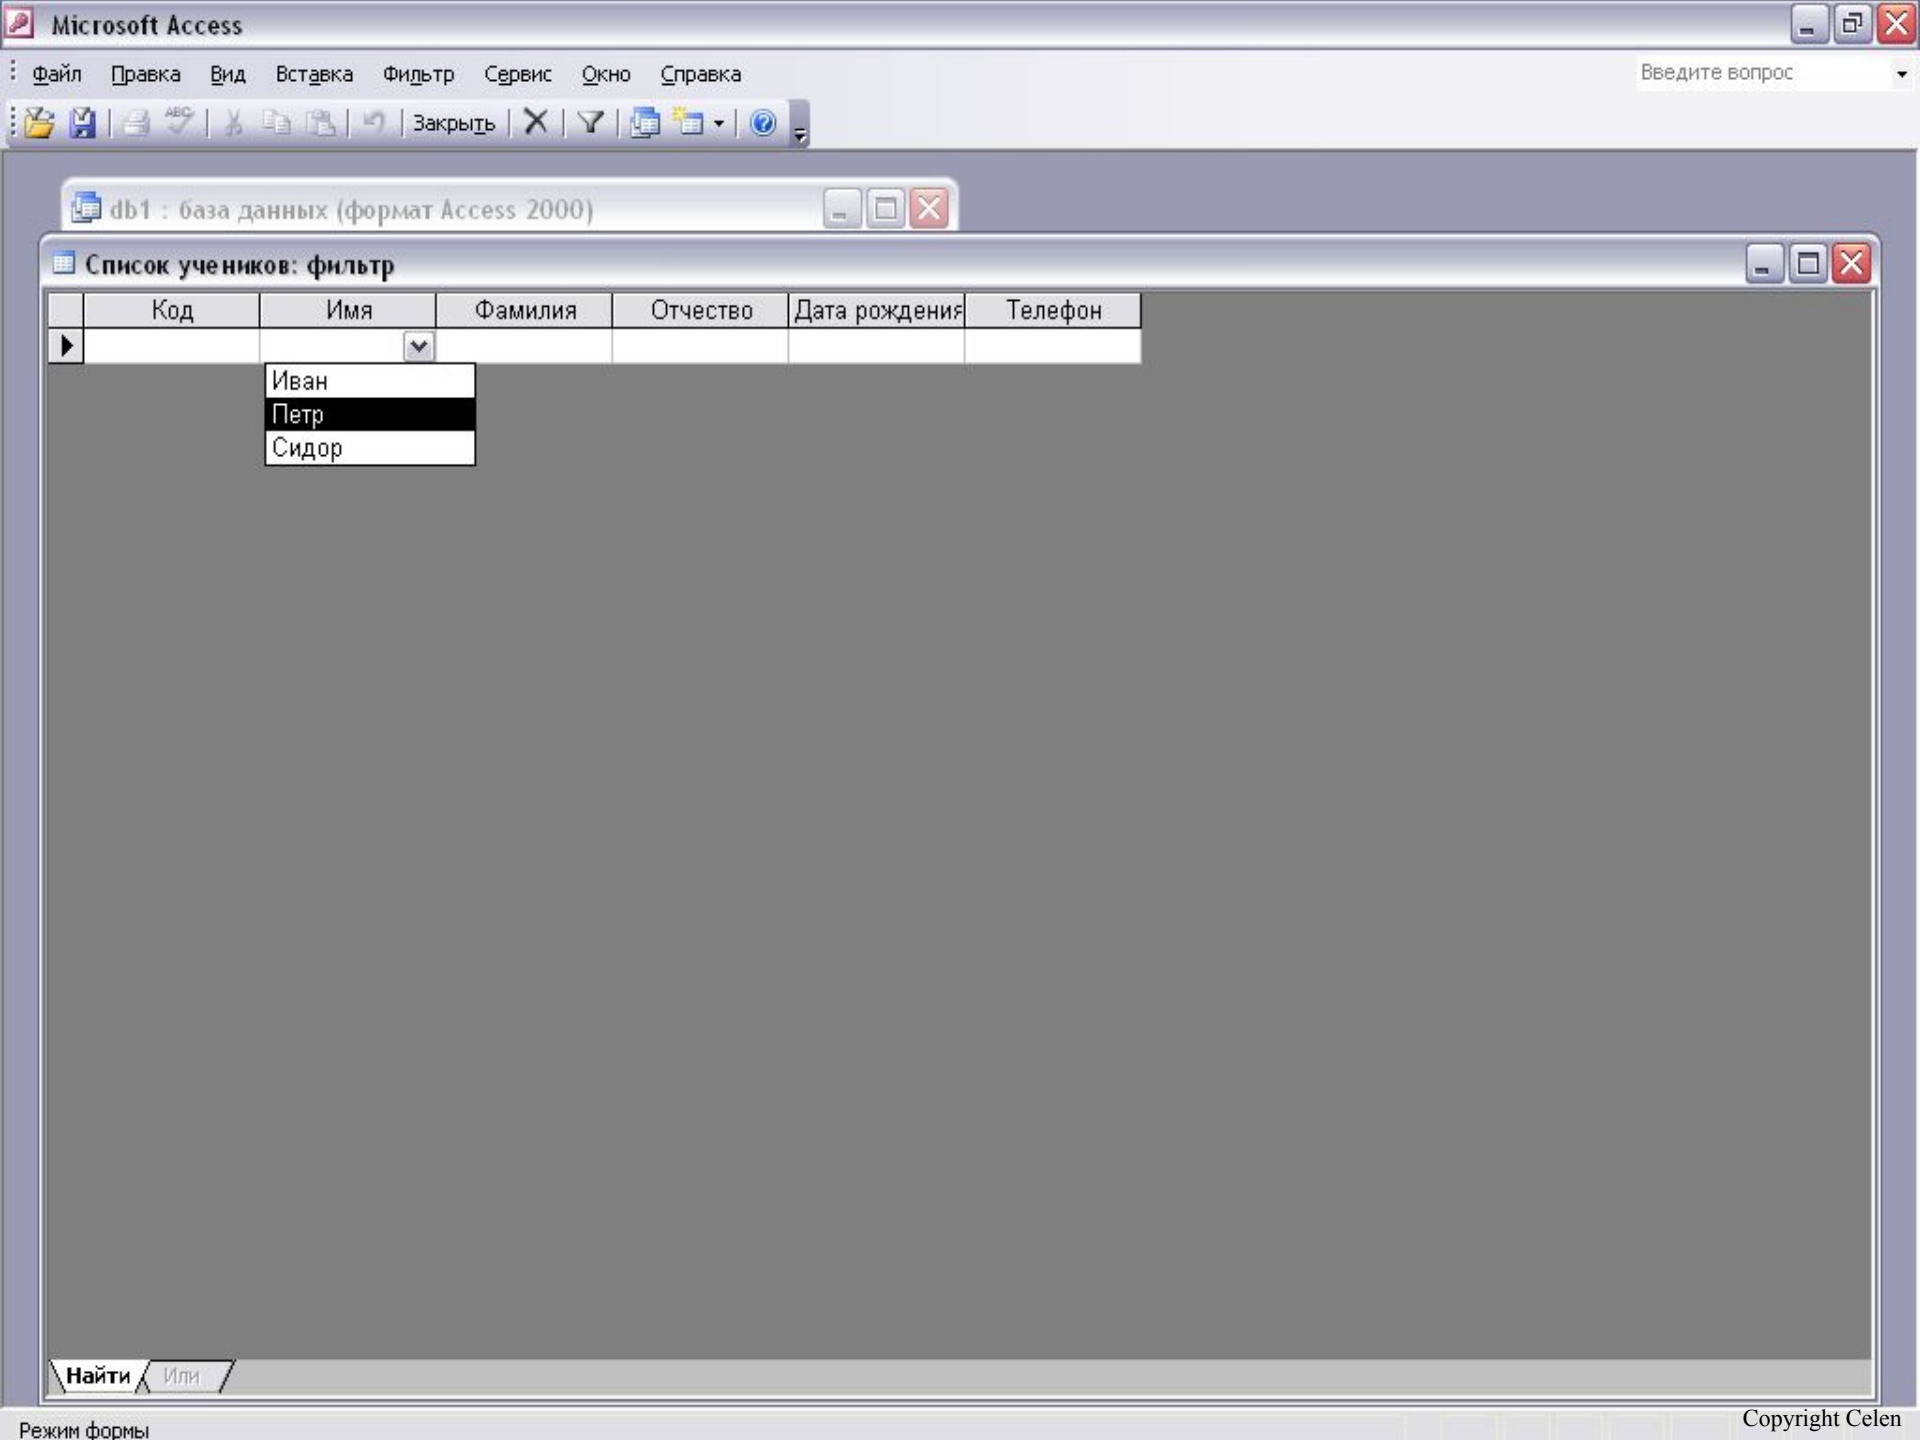 Microsoft Access
Файл Правка Вид Вставка Фильтр Сервис Окно Справка Введите вопрос
ABC Закрыть
db1 : база данных (формат Access 2000)
Список учеников: фильтр
Код Имя Фамилия Отчество Дата рождения Телефон
Иван
Петр
Сидор
Найти Или
Режим формы
Copyright Celen